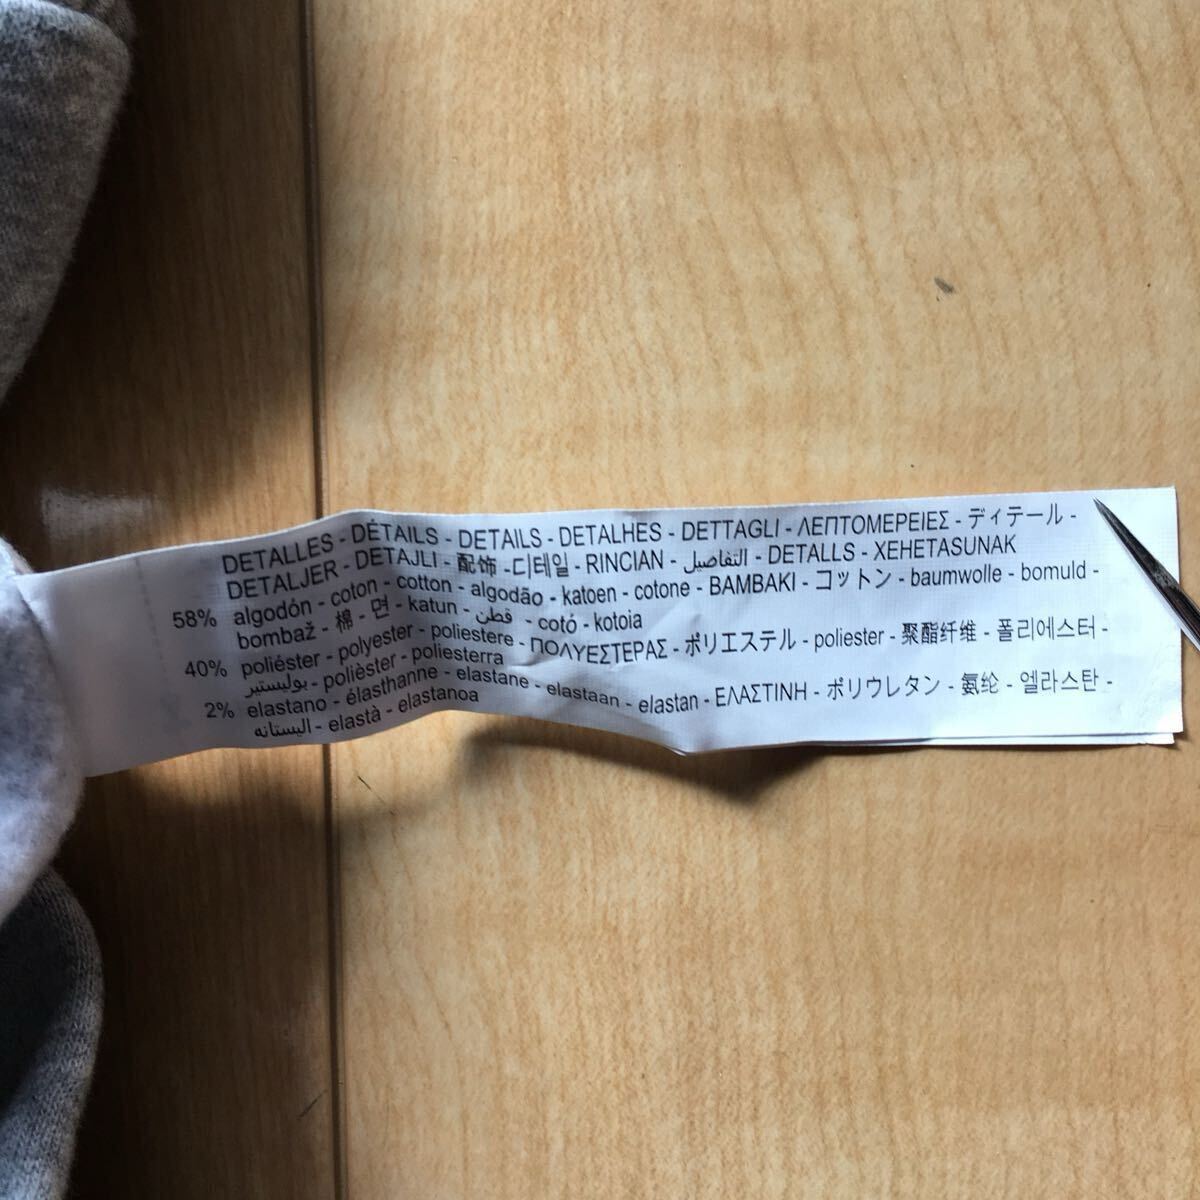 DETALLES - DÉTAILS - DETAILS - DETALHES - DETTAGLI - ΛΕΠΤΟΜΕΡΕΙΕΣ - ディテール -
DETALJER - DETAJLI - 配饰 -디테일 - RINCIAN - التفاصيل - DETALLS - XEHETASUNAK
58% algodón - coton - cotton - algodão - katoen - cotone - BAMBAKI - コットン - baumwolle - bomuld -
bombaž - 棉 - 면 - katun - قطن - cotó - kotoia
40% poliéster - polyester - poliestere - ΠΟΛΥΕΣΤΕΡΑΣ - ポリエステル - poliester - 聚酯纤维 - 폴리에스터 -
بوليستير - polièster - poliesterra
2% elastano - élasthanne - elastane - elastaan - elastan - ΕΛΑΣΤΙΝΗ - ポリウレタン - 氨纶 - 엘라스탄 -
اليستانه - elastà - elastanoa